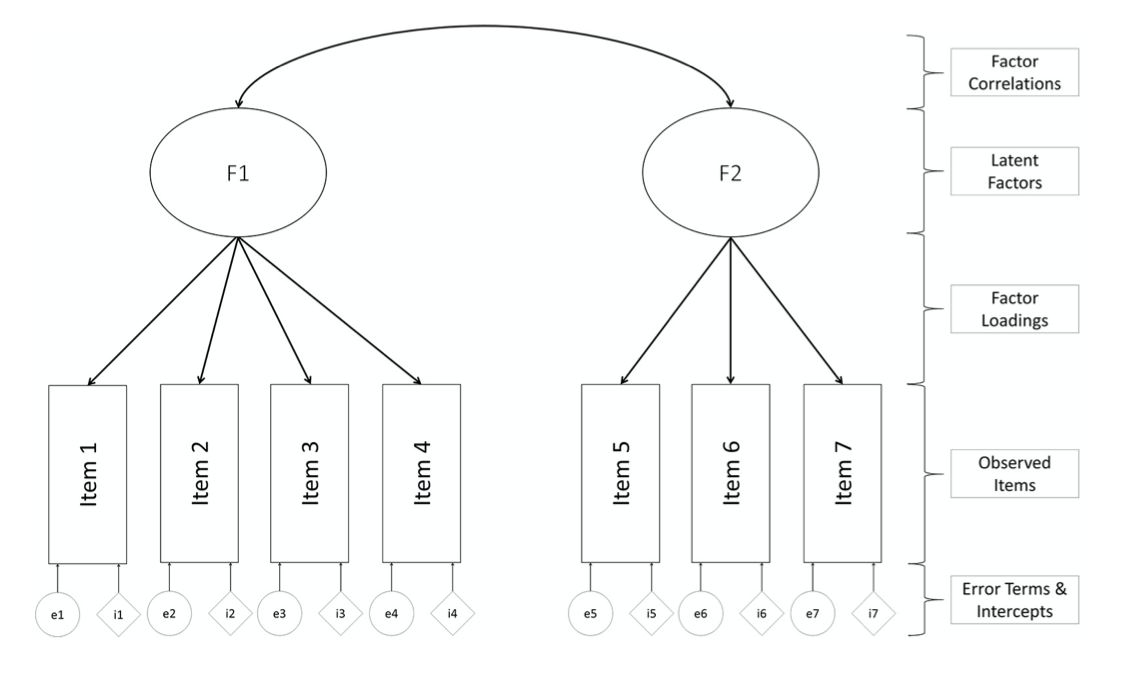 Factor
Correlations
F1
F2
Latent
Factors
Factor
Loadings
Item 1
Item 2
Item 3
Item 4
Item 5
Item 6
Item 7
Observed
Items
e1
i1
e2
i2
e3
i3
e4
i4
e5
i5
e6
i6
e7
i7
Error Terms &
Intercepts